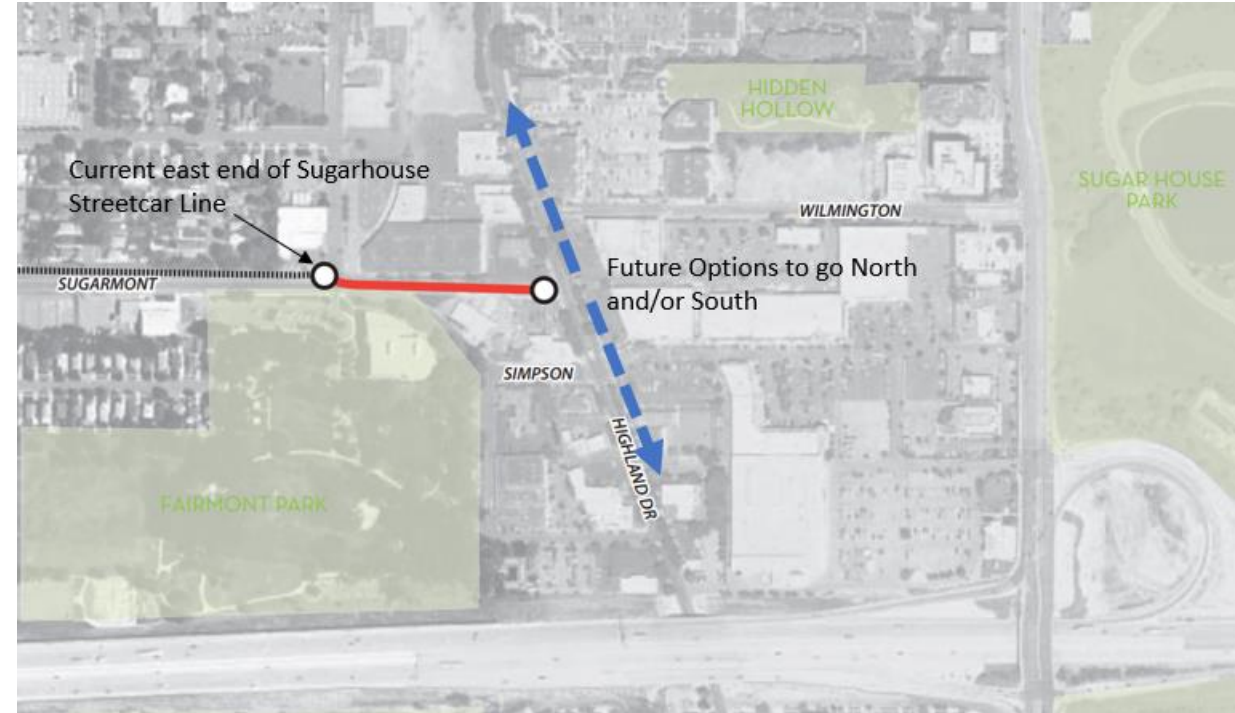 HIDDEN
HOLLOW
Current east end of Sugarhouse
Streetcar Line
SUGAR HOUSE
PARK
WILMINGTON
SUGARMONT
Future Options to go North
and/or South
SIMPSON
HIGHLAND DR
FAIRMONT PARK